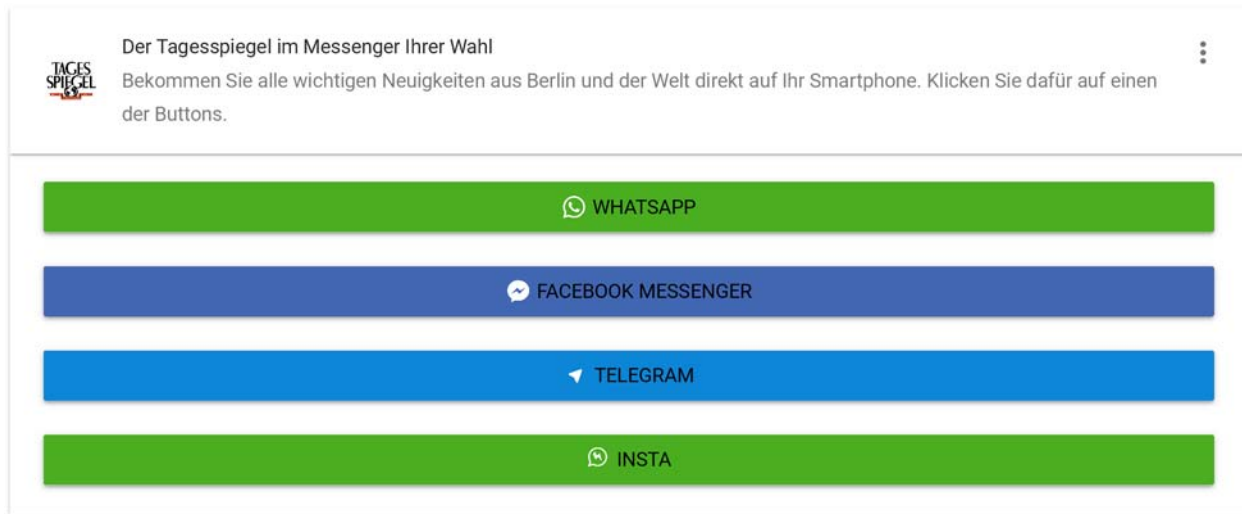 TAGES
SPIEGEL
Der Tagesspiegel im Messenger Ihrer Wahl
Bekommen Sie alle wichtigen Neuigkeiten aus Berlin und der Welt direkt auf Ihr Smartphone. Klicken Sie dafür auf einen
der Buttons.
WHATSAPP
FACEBOOK MESSENGER
TELEGRAM
INSTA